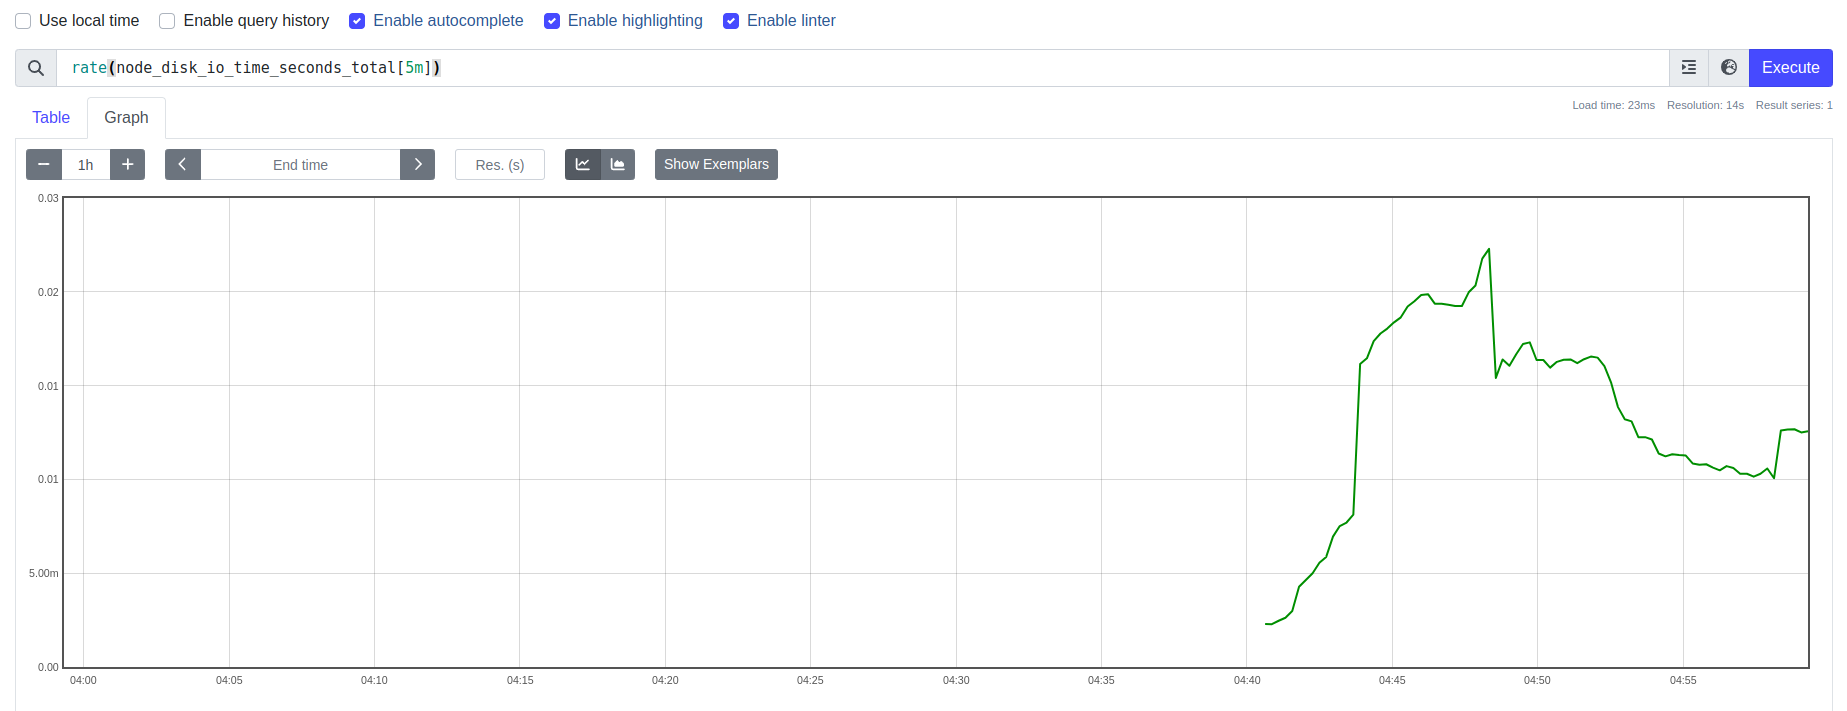 Use local time Enable query history Enable autocomplete Enable highlighting Enable linter
rate(node_disk_io_time_seconds_total[5m])
Execute
Load time: 23ms Resolution: 14s Result series: 1
Table Graph
1h End time Res. (s) Show Exemplars
0.03
0.02
0.01
0.01
5.00m
0.00
04:00 04:05 04:10 04:15 04:20 04:25 04:30 04:35 04:40 04:45 04:50 04:55